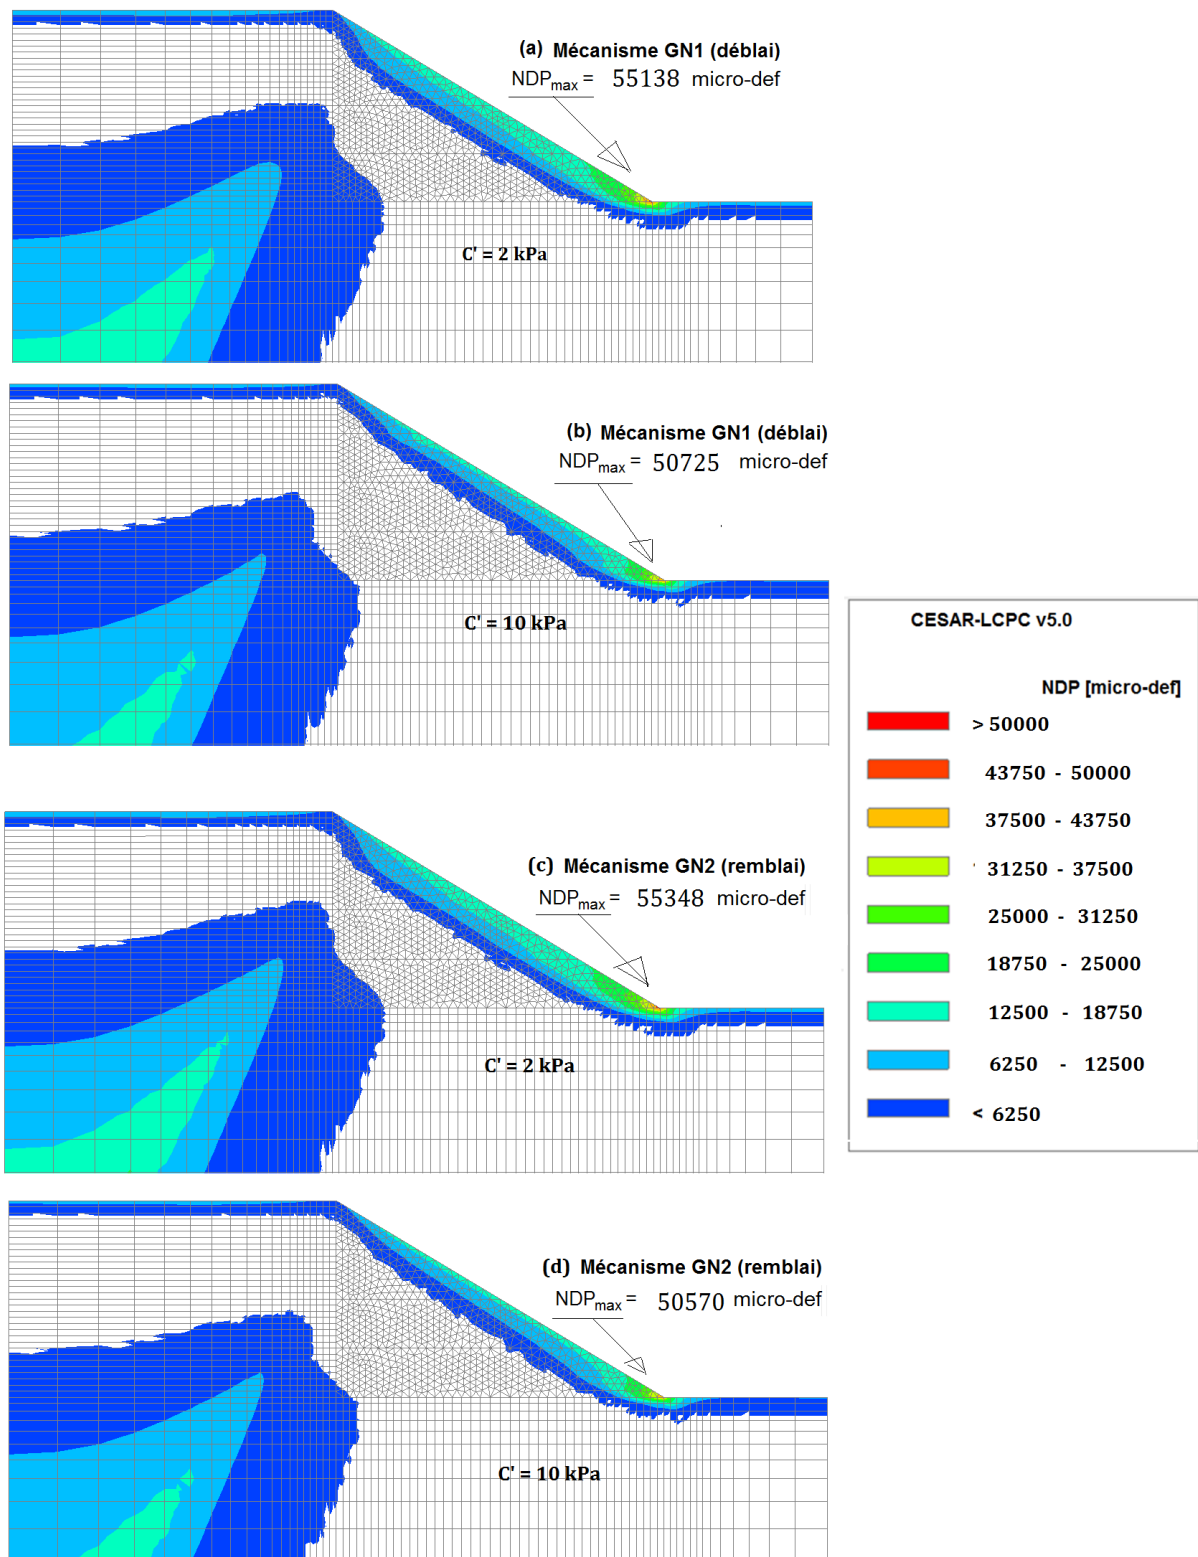 (a) Mécanisme GN1 (déblai)
NDPmax = 55138 micro-def
C' = 2 kPa
(b) Mécanisme GN1 (déblai)
NDPmax = 50725 micro-def
C' = 10 kPa
(c) Mécanisme GN2 (remblai)
NDPmax = 55348 micro-def
C' = 2 kPa
(d) Mécanisme GN2 (remblai)
NDPmax = 50570 micro-def
C' = 10 kPa
CESAR-LCPC v5.0
NDP [micro-def]
> 50000
43750 - 50000
37500 - 43750
31250 - 37500
25000 - 31250
18750 - 25000
12500 - 18750
6250 - 12500
< 6250